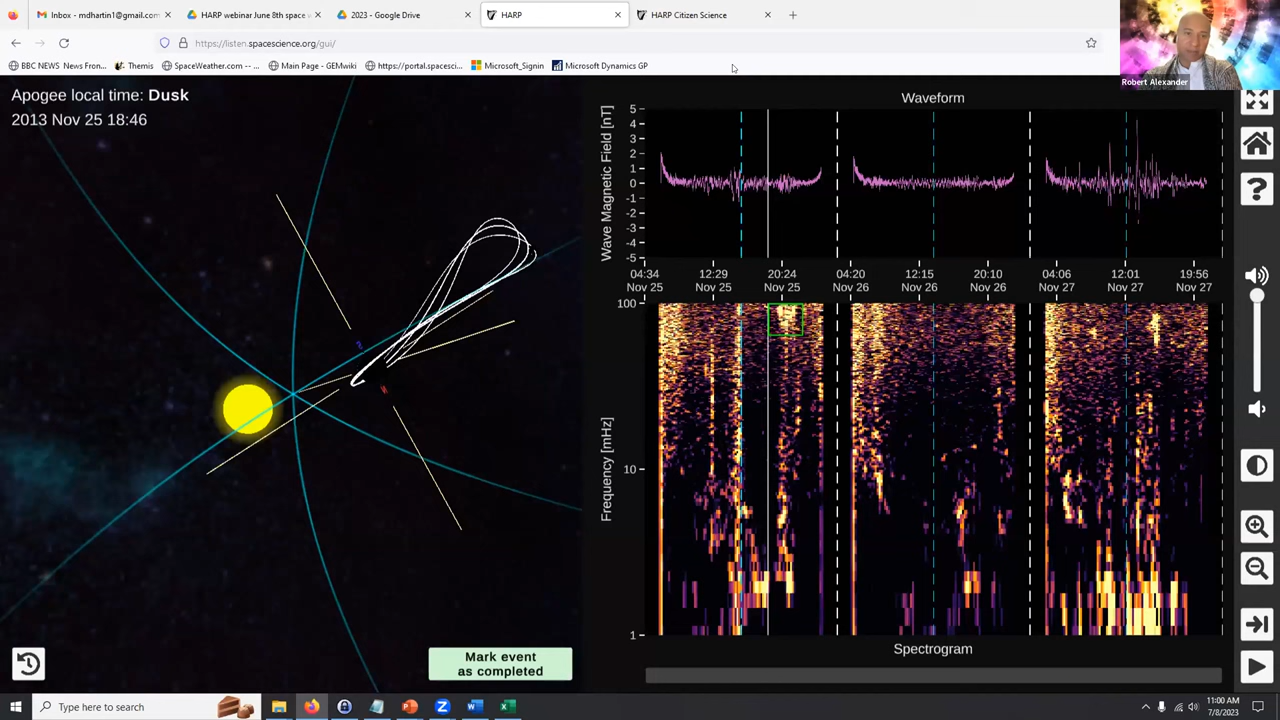 Inbox - mdhartin1@gmail.com
HARP webinar June 8th space w
2023 - Google Drive
HARP
HARP Citizen Science
https://listen.spacescience.org/gui/
BBC NEWS News Fron...
Themis
SpaceWeather.com -- ...
Main Page - GEMwiki
https://portal.spacesci...
Microsoft_Signin
Microsoft Dynamics GP
Robert Alexander
Apogee local time: Dusk
2013 Nov 25 18:46
Waveform
Wave Magnetic Field [nT]
5
4
3
2
1
0
-1
-2
-3
-4
-5
04:34 12:29 20:24 04:20 12:15 20:10 04:06 12:01 19:56
Nov 25 Nov 25 Nov 25 Nov 26 Nov 26 Nov 26 Nov 27 Nov 27 Nov 27
Frequency [mHz]
100
10
1
Spectrogram
Mark event
as completed
Type here to search
11:00 AM
7/8/2023